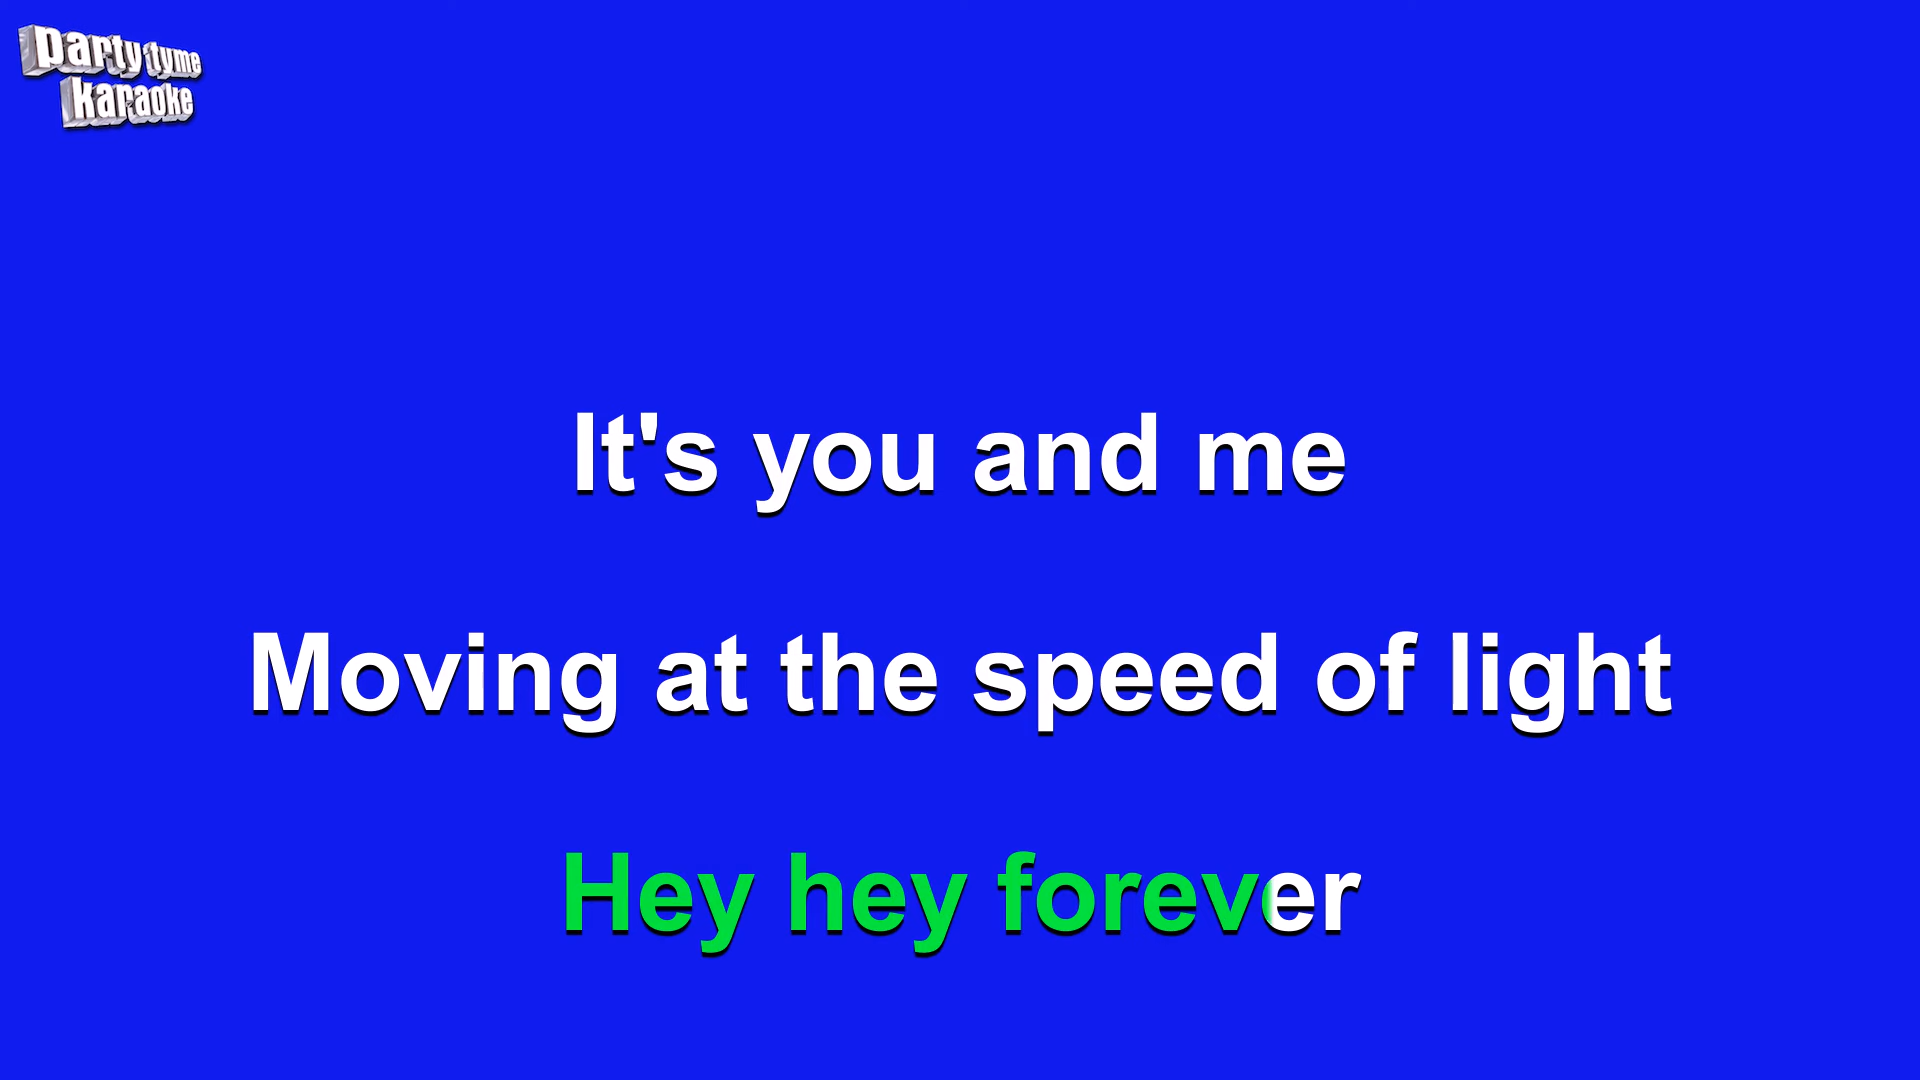 party tyme
karaoke
It's you and me
Moving at the speed of light
Hey hey forever